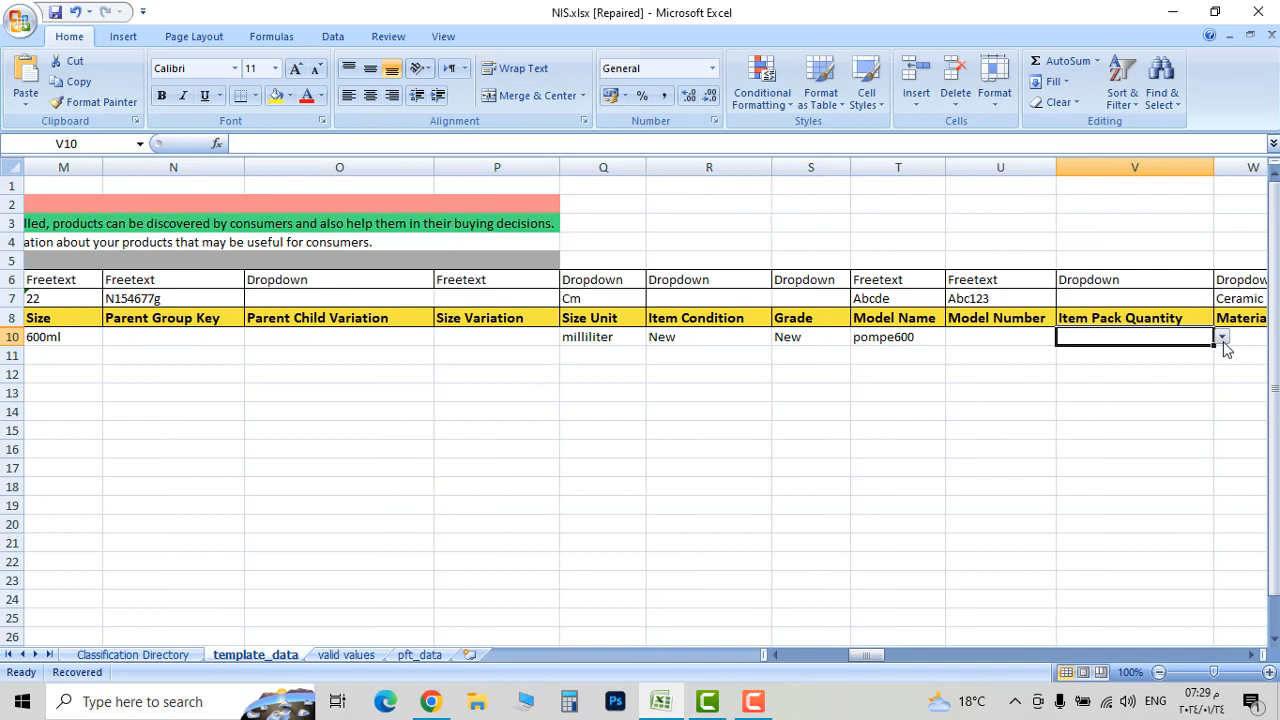 NIS.xlsx [Repaired] - Microsoft Excel
Home Insert Page Layout Formulas Data Review View
Paste Cut Copy Format Painter Clipboard
Calibri 11 B I U Font
Wrap Text Merge & Center Alignment
General % , Number
Conditional Formatting Format as Table Cell Styles Styles
Insert Delete Format Cells
AutoSum Fill Clear Sort & Filter Find & Select Editing
V10 fx
M N O P Q R S T U V W
1
2
3 lled, products can be discovered by consumers and also help them in their buying decisions.
4 ation about your products that may be useful for consumers.
5
6 Freetext Freetext Dropdown Freetext Dropdown Dropdown Dropdown Freetext Freetext Dropdown Dropdow
7 22 N154677g Cm Abcde Abc123 Ceramic
8 Size Parent Group Key Parent Child Variation Size Variation Size Unit Item Condition Grade Model Name Model Number Item Pack Quantity Materia
10 600ml milliliter New New pompe600
11
12
13
14
15
16
17
18
19
20
21
22
23
24
25
26
Classification Directory template_data valid values pft_data
Ready Recovered 100%
Type here to search 18°C ENG 07:29 م
٢٠٢٤/١٠/٢٤